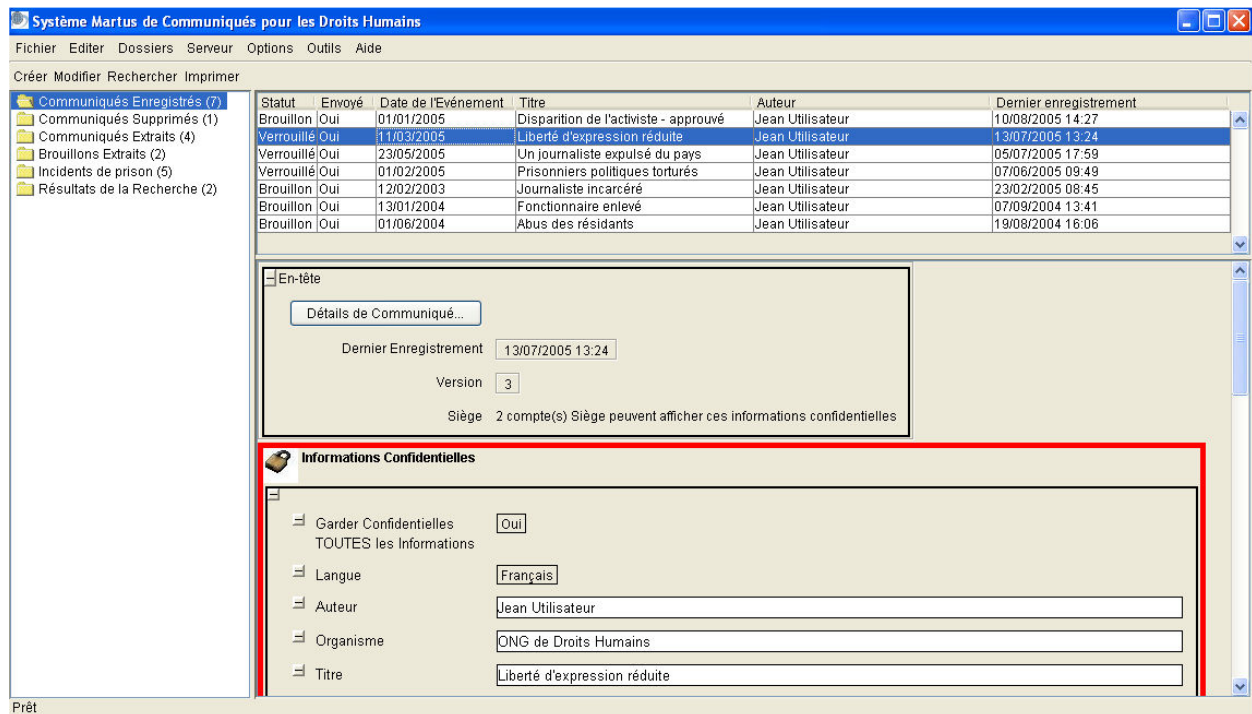 Système Martus de Communiqués pour les Droits Humains
Fichier Editer Dossiers Serveur Options Outils Aide
Créer Modifier Rechercher Imprimer
Communiqués Enregistrés (7)
Communiqués Supprimés (1)
Communiqués Extraits (4)
Brouillons Extraits (2)
Incidents de prison (5)
Résultats de la Recherche (2)
Statut Envoyé Date de l'Evénement Titre Auteur Dernier enregistrement
Brouillon Oui 01/01/2005 Disparition de l'activiste - approuvé Jean Utilisateur 10/08/2005 14:27
Verrouillé Oui 11/03/2005 Liberté d'expression réduite Jean Utilisateur 13/07/2005 13:24
Verrouillé Oui 23/05/2005 Un journaliste expulsé du pays Jean Utilisateur 05/07/2005 17:59
Verrouillé Oui 01/02/2005 Prisonniers politiques torturés Jean Utilisateur 07/06/2005 09:49
Brouillon Oui 12/02/2003 Journaliste incarcéré Jean Utilisateur 23/02/2005 08:45
Brouillon Oui 13/01/2004 Fonctionnaire enlevé Jean Utilisateur 07/09/2004 13:41
Brouillon Oui 01/06/2004 Abus des résidants Jean Utilisateur 19/08/2004 16:06
En-tête
Détails de Communiqué...
Dernier Enregistrement 13/07/2005 13:24
Version 3
Siège 2 compte(s) Siège peuvent afficher ces informations confidentielles
Informations Confidentielles
Garder Confidentielles Oui
TOUTES les Informations
Langue Français
Auteur Jean Utilisateur
Organisme ONG de Droits Humains
Titre Liberté d'expression réduite
Prêt